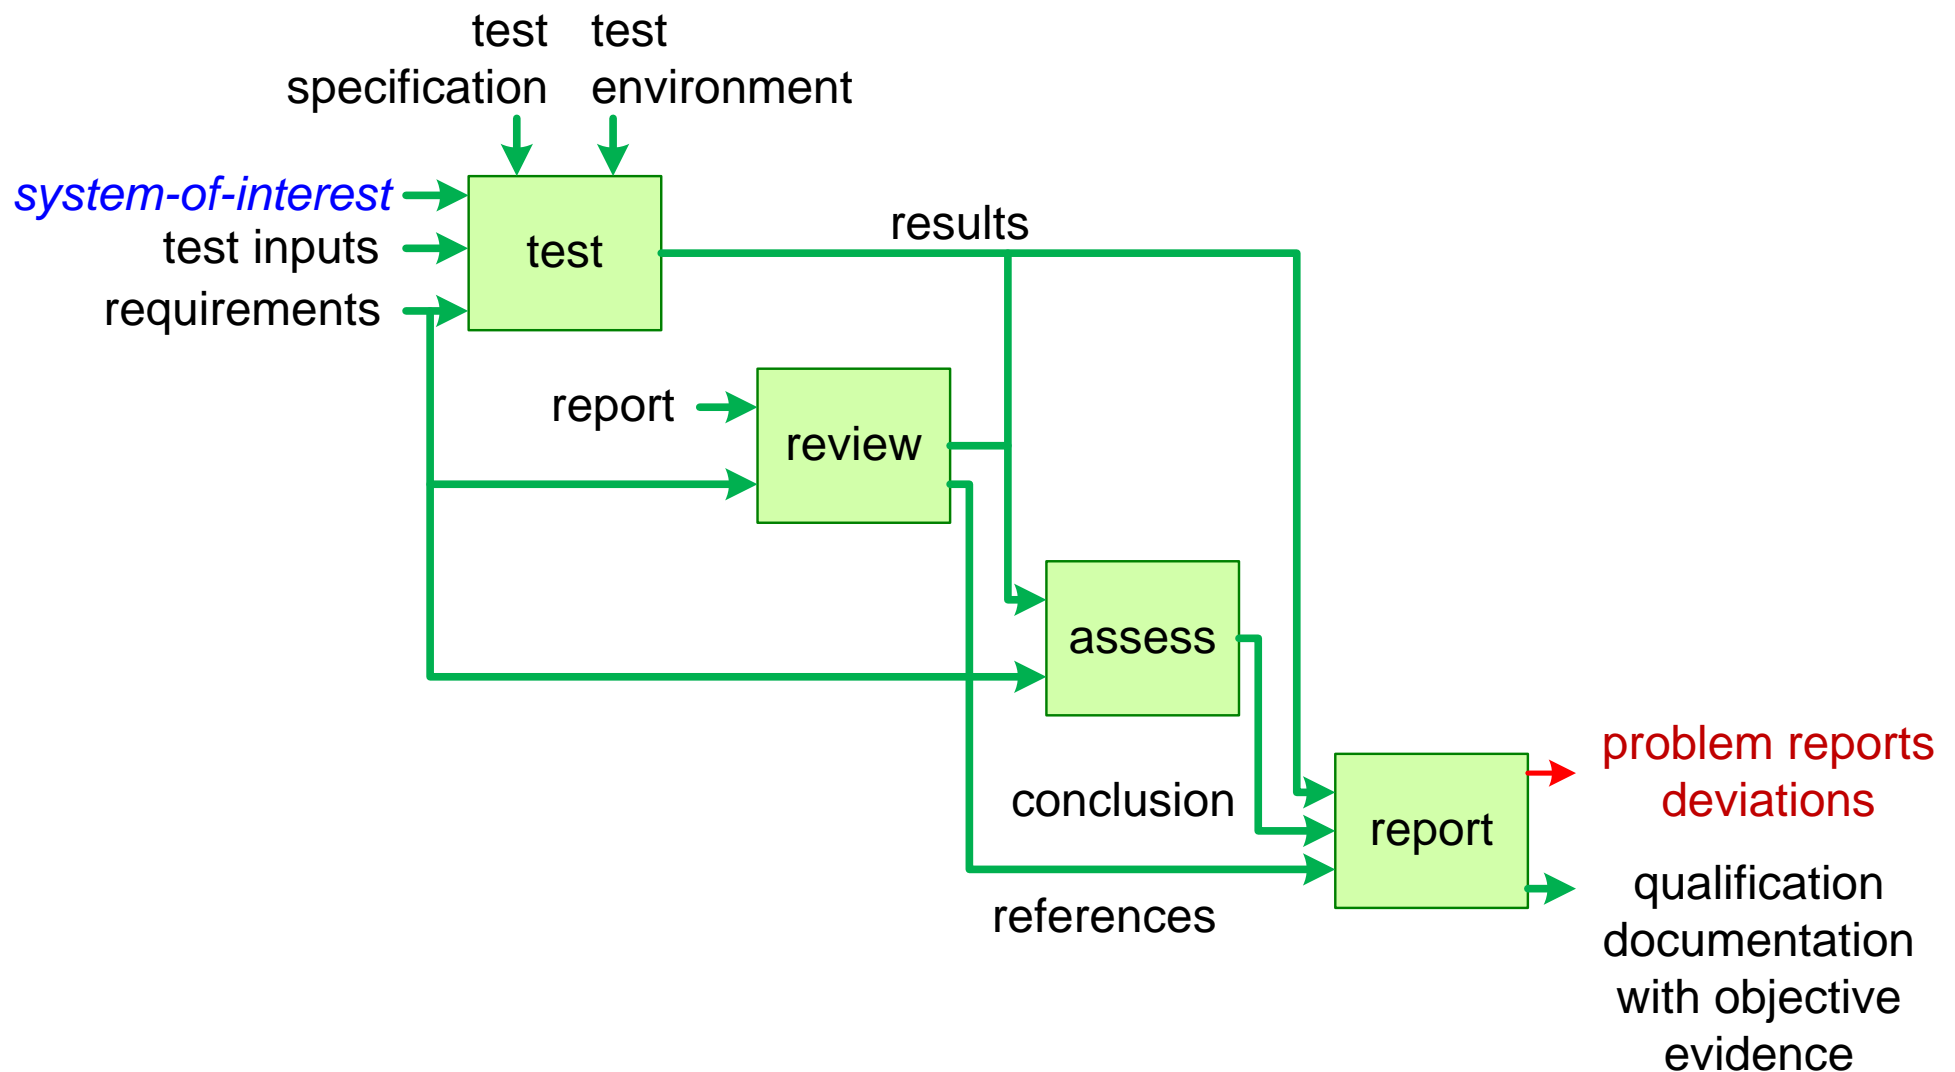 test
specification
test
environment
system-of-interest
test inputs
requirements
test
results
report
review
assess
conclusion
references
report
problem reports
deviations
qualification
documentation
with objective
evidence